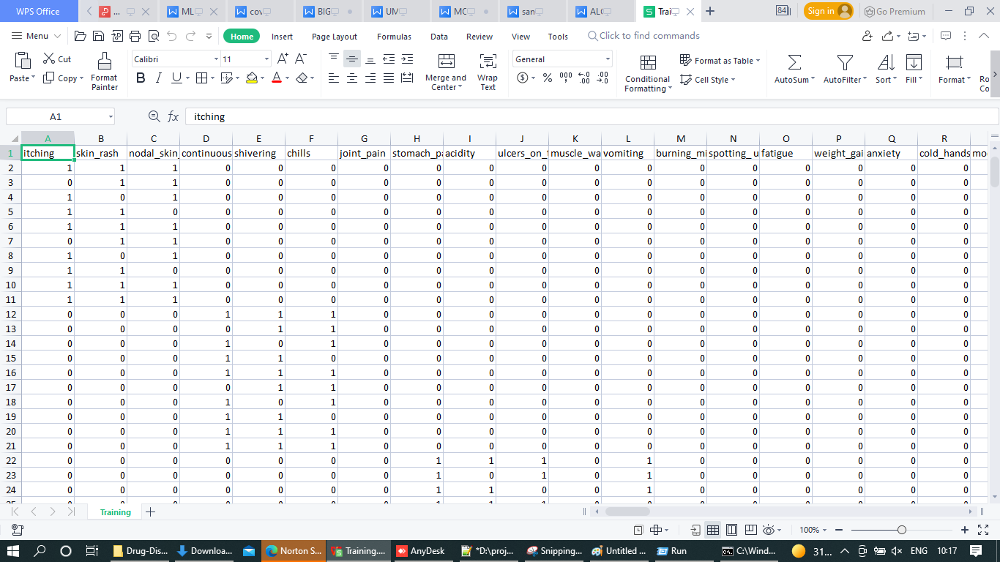 WPS Office ... ML cov BIG UM MC san ALC Trai 84 Sign in Go Premium
Menu Home Insert Page Layout Formulas Data Review View Tools Click to find commands
Paste Cut Copy Format Painter Calibri 11 A+ A- B I U A Merge and Center Wrap Text General Conditional Formatting Format as Table Cell Style AutoSum AutoFilter Sort Fill Format Ro Co
A1 fx itching
A B C D E F G H I J K L M N O P Q R
1 itching skin_rash nodal_skin_ continuous shivering chills joint_pain stomach_pa acidity ulcers_on_t muscle_wa vomiting burning_mi spotting_ u fatigue weight_gai anxiety cold_hands moo
2 1 1 1 0 0 0 0 0 0 0 0 0 0 0 0 0 0 0
3 0 1 1 0 0 0 0 0 0 0 0 0 0 0 0 0 0 0
4 1 0 1 0 0 0 0 0 0 0 0 0 0 0 0 0 0 0
5 1 1 0 0 0 0 0 0 0 0 0 0 0 0 0 0 0 0
6 1 1 1 0 0 0 0 0 0 0 0 0 0 0 0 0 0 0
7 0 1 1 0 0 0 0 0 0 0 0 0 0 0 0 0 0 0
8 1 0 1 0 0 0 0 0 0 0 0 0 0 0 0 0 0 0
9 1 1 0 0 0 0 0 0 0 0 0 0 0 0 0 0 0 0
10 1 1 1 0 0 0 0 0 0 0 0 0 0 0 0 0 0 0
11 1 1 1 0 0 0 0 0 0 0 0 0 0 0 0 0 0 0
12 0 0 0 1 1 1 0 0 0 0 0 0 0 0 0 0 0 0
13 0 0 0 0 1 1 0 0 0 0 0 0 0 0 0 0 0 0
14 0 0 0 1 0 1 0 0 0 0 0 0 0 0 0 0 0 0
15 0 0 0 1 1 0 0 0 0 0 0 0 0 0 0 0 0 0
16 0 0 0 1 1 1 0 0 0 0 0 0 0 0 0 0 0 0
17 0 0 0 0 1 1 0 0 0 0 0 0 0 0 0 0 0 0
18 0 0 0 1 0 1 0 0 0 0 0 0 0 0 0 0 0 0
19 0 0 0 1 1 0 0 0 0 0 0 0 0 0 0 0 0 0
20 0 0 0 1 1 1 0 0 0 0 0 0 0 0 0 0 0 0
21 0 0 0 1 1 1 0 0 0 0 0 0 0 0 0 0 0 0
22 0 0 0 0 0 0 0 1 1 1 0 1 0 0 0 0 0 0
23 0 0 0 0 0 0 0 1 0 1 0 1 0 0 0 0 0 0
24 0 0 0 0 0 0 0 1 1 0 0 1 0 0 0 0 0 0
Training
100%
Drug-Dis... Downloa... Norton S... Training.... AnyDesk *D:\proj... Snipping... Untitled ... Run C:\Wind... 31... ENG 10:17